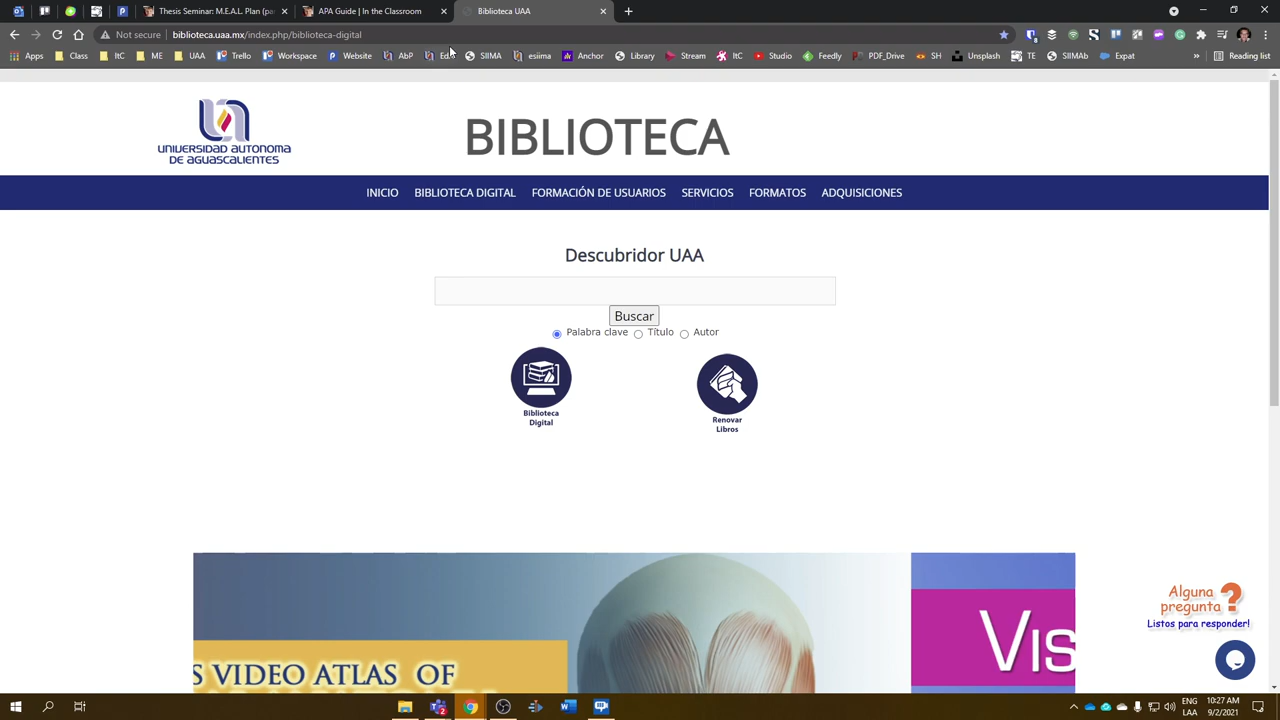 Thesis Seminar: M.E.A.L. Plan (pa
APA Guide | In the Classroom
Biblioteca UAA
Not secure
biblioteca.uaa.mx/index.php/biblioteca-digital
Apps Class ItC ME UAA Trello Workspace Website AbP Ed SIIMA esiima Anchor Library Stream ItC Studio Feedly PDF_Drive SH Unsplash TE SIIMAb Expat » Reading list
UNIVERSIDAD AUTONOMA
DE AGUASCALIENTES
BIBLIOTECA
INICIO BIBLIOTECA DIGITAL FORMACIÓN DE USUARIOS SERVICIOS FORMATOS ADQUISICIONES
Descubridor UAA
Buscar
Palabra clave Título Autor
Biblioteca
Digital
Renovar
Libros
Alguna
pregunta ?
Listos para responder!
VIS
S VIDEO ATLAS OF
ENG
LAA
10:27 AM
9/2/2021